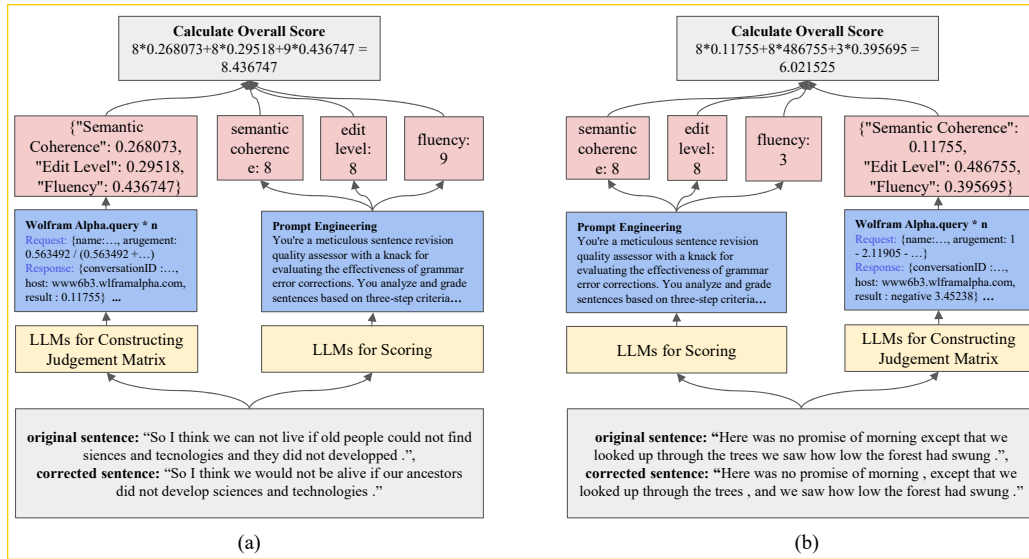 Calculate Overall Score
8*0.268073+8*0.29518+9*0.436747 =
8.436747
{"Semantic
Coherence": 0.268073,
"Edit Level": 0.29518,
"Fluency": 0.436747}
semantic
coherenc
e: 8
edit
level:
8
fluency:
9
Wolfram Alpha.query * n
Request: {name:…, arugement:
0.563492 / (0.563492 +…)
Response: {conversationID :…,
host: www6b3.wlframalpha.com,
result : 0.11755} ...
Prompt Engineering
You're a meticulous sentence revision
quality assessor with a knack for
evaluating the effectiveness of grammar
error corrections. You analyze and grade
sentences based on three-step criteria…
LLMs for Constructing
Judgement Matrix
LLMs for Scoring
original sentence: “So I think we can not live if old people could not find
siences and tecnologies and they did not developped .”,
corrected sentence: “So I think we would not be alive if our ancestors
did not develop sciences and technologies .”
(a)
Calculate Overall Score
8*0.11755+8*486755+3*0.395695 =
6.021525
semantic
coherenc
e: 8
edit
level:
8
fluency:
3
{"Semantic Coherence":
0.11755,
"Edit Level": 0.486755,
"Fluency": 0.395695}
Prompt Engineering
You're a meticulous sentence revision
quality assessor with a knack for
evaluating the effectiveness of grammar
error corrections. You analyze and grade
sentences based on three-step criteria…
Wolfram Alpha.query * n
Request: {name:…, arugement: 1
- 2.11905 - …}
Response: {conversationID :…,
host: www6b3.wlframalpha.com,
result : negative 3.45238} …
LLMs for Scoring
LLMs for Constructing
Judgement Matrix
original sentence: “Here was no promise of morning except that we
looked up through the trees we saw how low the forest had swung .”,
corrected sentence: “Here was no promise of morning , except that we
looked up through the trees , and we saw how low the forest had swung .”
(b)